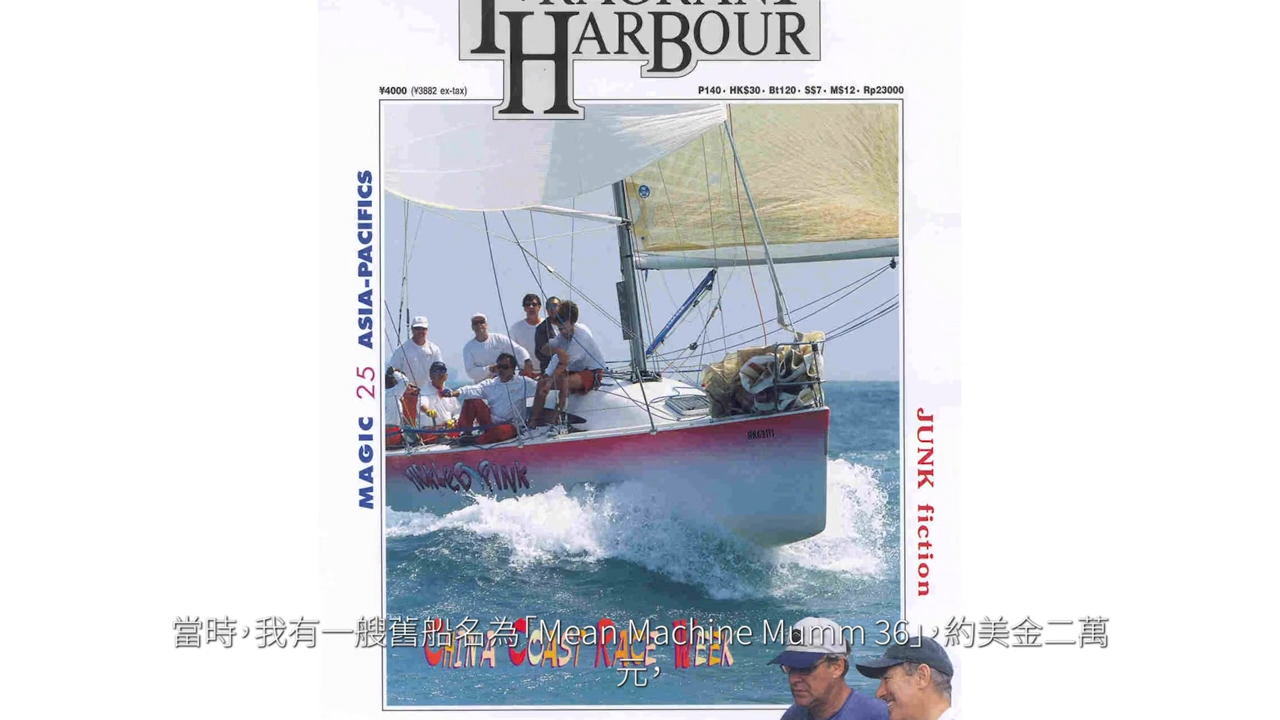 FRAGRANT
HARBOUR
¥4000 (¥3882 ex-tax)
P140 · HK$30 · Bt120 · S$7 · M$12 · Rp23000
MAGIC 25 ASIA-PACIFICS
JUNK fiction
CHINA COAST RACE WEEK
當時，我有一艘舊船名為「Mean Machine Mumm 36」，約美金二萬
元，